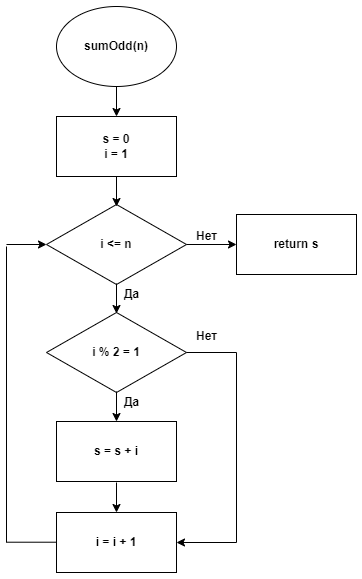 sumOdd(n)
s = 0
i = 1
i <= n
Нет
return s
Да
i % 2 = 1
Нет
Да
s = s + i
i = i + 1